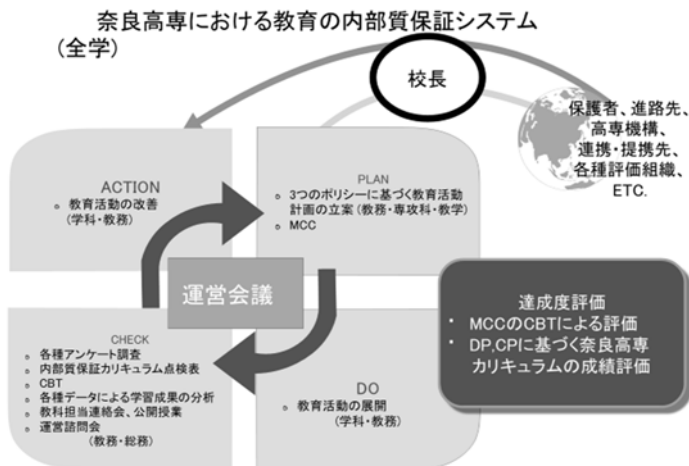 奈良高専における教育の内部質保証システム
(全学)
校長
保護者、進路先、
高専機構、
連携・提携先、
各種評価組織、
ETC.
ACTION
教育活動の改善
(学科・教務)
PLAN
3つのポリシーに基づく教育活動
計画の立案(教務・専攻科・教学)
MCC
運営会議
CHECK
各種アンケート調査
内部質保証カリキュラム点検表
CBT
各種データによる学習成果の分析
教科担当連絡会、公開授業
運営諮問会
(教務・総務)
DO
教育活動の展開
(学科・教務)
達成度評価
・ MCCのCBTによる評価
・ DP,CPに基づく奈良高専
カリキュラムの成績評価